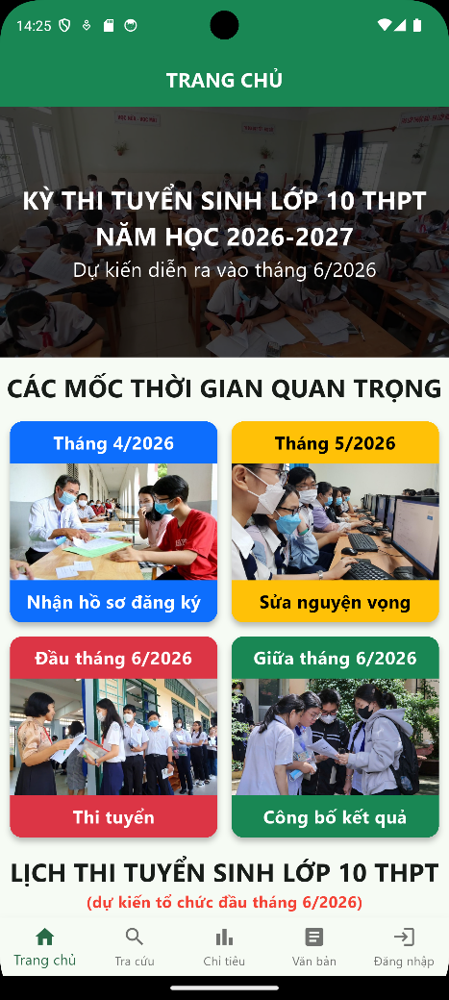 14:25
TRANG CHỦ
KỲ THI TUYỂN SINH LỚP 10 THPT
NĂM HỌC 2026-2027
Dự kiến diễn ra vào tháng 6/2026
CÁC MỐC THỜI GIAN QUAN TRỌNG
Tháng 4/2026
Nhận hồ sơ đăng ký
Tháng 5/2026
Sửa nguyện vọng
Đầu tháng 6/2026
Thi tuyển
Giữa tháng 6/2026
Công bố kết quả
LỊCH THI TUYỂN SINH LỚP 10 THPT
(dự kiến tổ chức đầu tháng 6/2026)
Trang chủ
Tra cứu
Chỉ tiêu
Văn bản
Đăng nhập